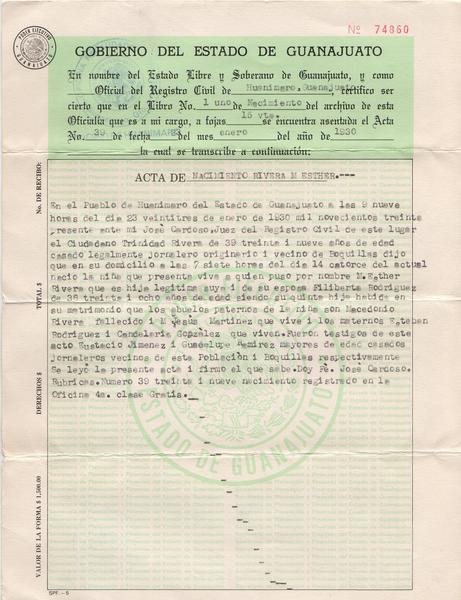 Nº 74860
PODER EJECUTIVO
GUANAJUATO
GOBIERNO DEL ESTADO DE GUANAJUATO
En nombre del Estado Libre y Soberano de Guanajuato, y como
Oficial del Registro Civil de Huanimaro, Guanajuato, certifico ser
cierto que en el Libro No. 1 uno de Nacimiento del archivo de esta
Oficialía que es a mi cargo, a fojas 15 vta. se encuentra asentada el Acta
No. 39 de fecha 23 del mes enero del año de 1930
la cual se transcribe a continuación:
ACTA DE NACIMIENTO RIVERA M ESTHER.----
En el Pueblo de Huanimaro del Estado de Guanajuato a las 9 nueve
horas del dia 23 veintitres de enero de 1930 mil novecientos treinta
presente ante mi José Cardoso.Juez del Registro Civil de este lugar
el Ciudadano Trinidad Rivera de 39 treinta i nueve años de edad
casado legalmente jornalero originario i vecino de Boquillas dijo
que en su domicilio a las 7 siete horas del dia 14 catorce del actual
nacio la niña que presenta viva a quien puso por nombre M.Esther
Rivera que es hija legitima suya i de su esposa Filiberta Rodriguez
de 38 treinta i ocho años de edad siendo su quinta hija habida en
su matrimonio que los abuelos paternos de la niña son Macedonio
Rivera fallecido i M Jesús Martinez que vive i los maternos Esteban
Rodriguez i Candelaria González que viven.Fueron testigos de este
acto Eustacio Jimenez i Guadalupe Ramirez mayores de edad casados
jornaleros vecinos de esta Población i Boquillas respectivamente
Se leyó la presente acta i firmo el que sabe.Doy Fe. José Cardoso.
Rubricas.Numero 39 treinta i nueve nacimiento registrado en la
Oficina 4a. clase Gratis.
ESTADO DE GUANAJUATO
No. DE RECIBO:
TOTAL $
DERECHOS $
VALOR DE LA FORMA $ 1,500.00
SPF.-5